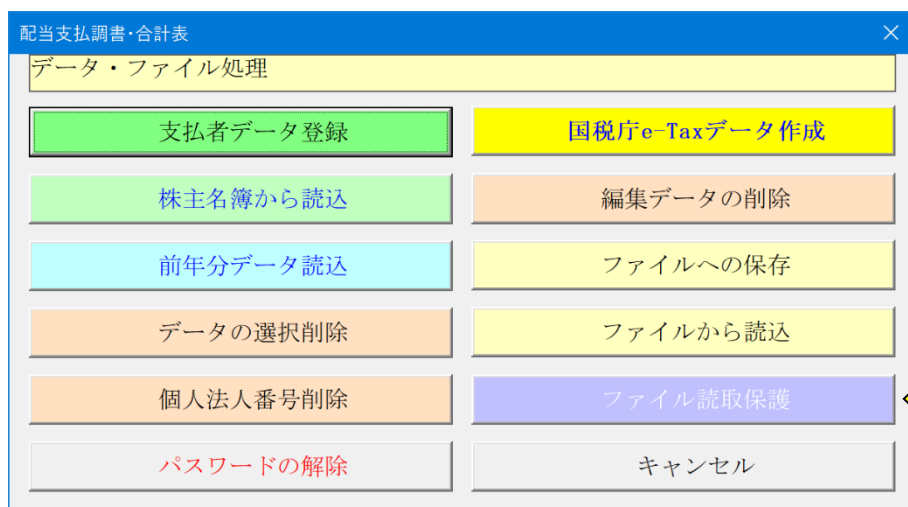 配当支払調書・合計表
データ・ファイル処理
支払者データ登録
国税庁e-Taxデータ作成
株主名簿から読込
編集データの削除
前年分データ読込
ファイルへの保存
データの選択削除
ファイルから読込
個人法人番号削除
ファイル読取保護
パスワードの解除
キャンセル